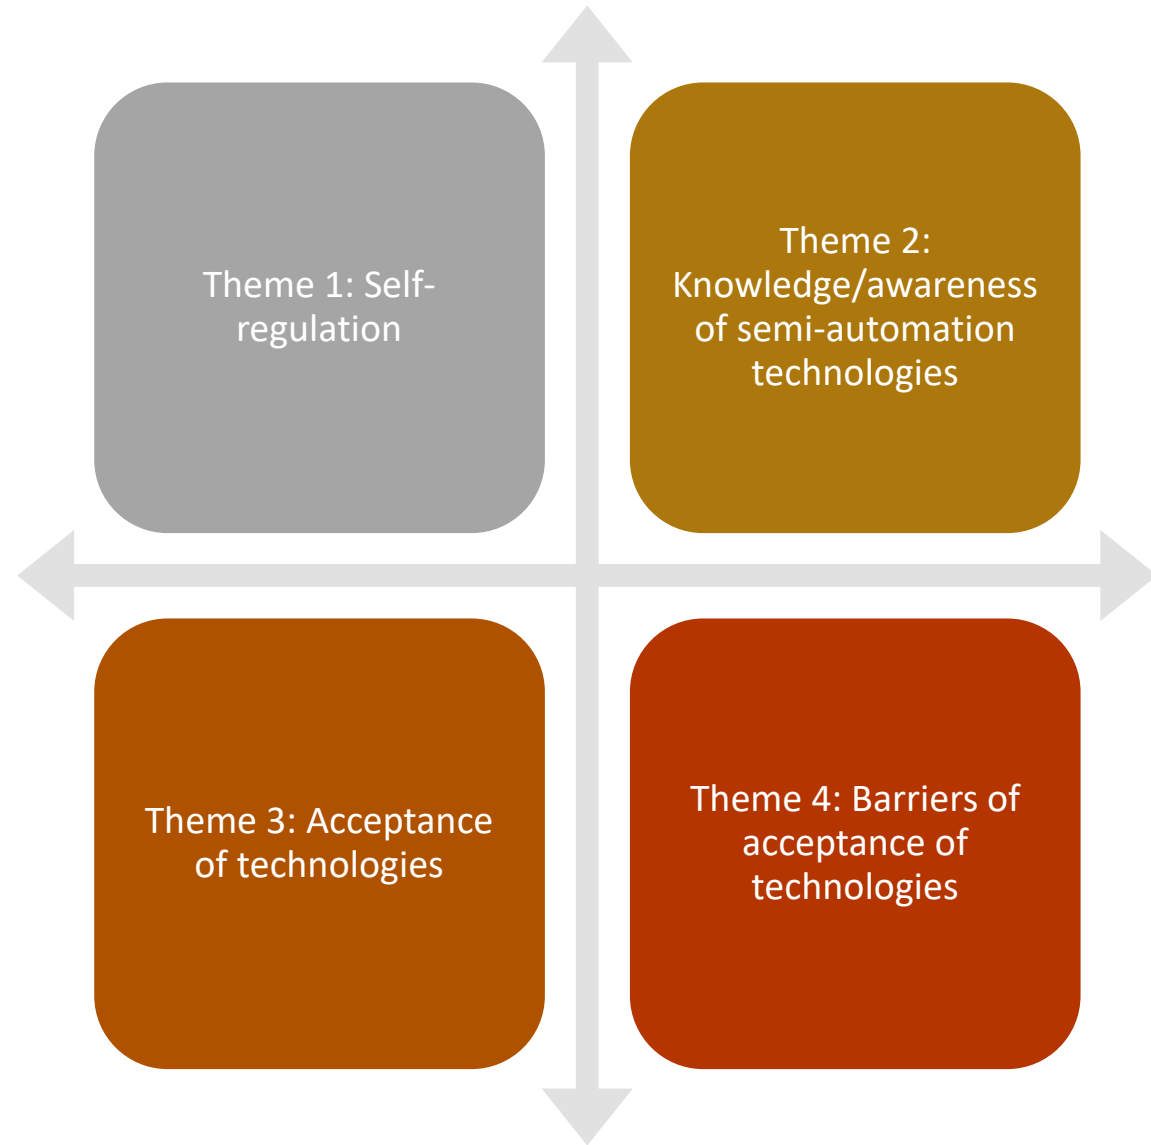 Theme 1: Self-
regulation
Theme 2:
Knowledge/awareness
of semi-automation
technologies
Theme 3: Acceptance
of technologies
Theme 4: Barriers of
acceptance of
technologies